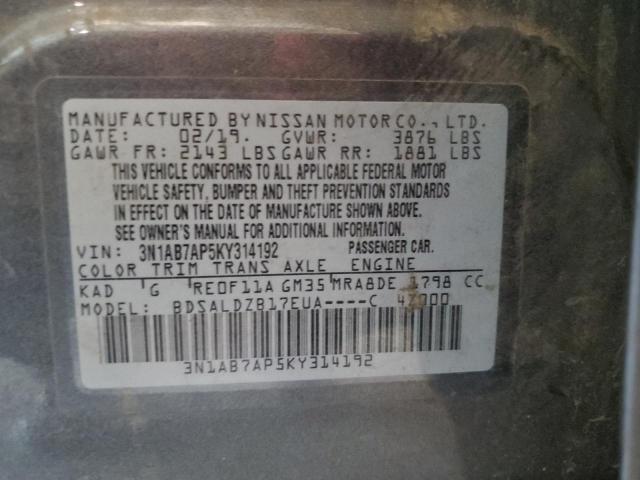 MANUFACTURED BY NISSAN MOTOR CO., LTD.
DATE: 02/19. GVWR: 3876 LBS
GAWR FR: 2143 LBS GAWR RR: 1881 LBS
THIS VEHICLE CONFORMS TO ALL APPLICABLE FEDERAL MOTOR
VEHICLE SAFETY, BUMPER AND THEFT PREVENTION STANDARDS
IN EFFECT ON THE DATE OF MANUFACTURE SHOWN ABOVE.
SEE OWNER'S MANUAL FOR ADDITIONAL INFORMATION.
VIN: 3N1AB7AP5KY314192 PASSENGER CAR.
COLOR TRIM TRANS AXLE ENGINE
KAD G RE0F11A GM35 MRA8DE 1798 CC
MODEL: BDSALDZB17EUA----C 4Z000
3N1AB7AP5KY314192